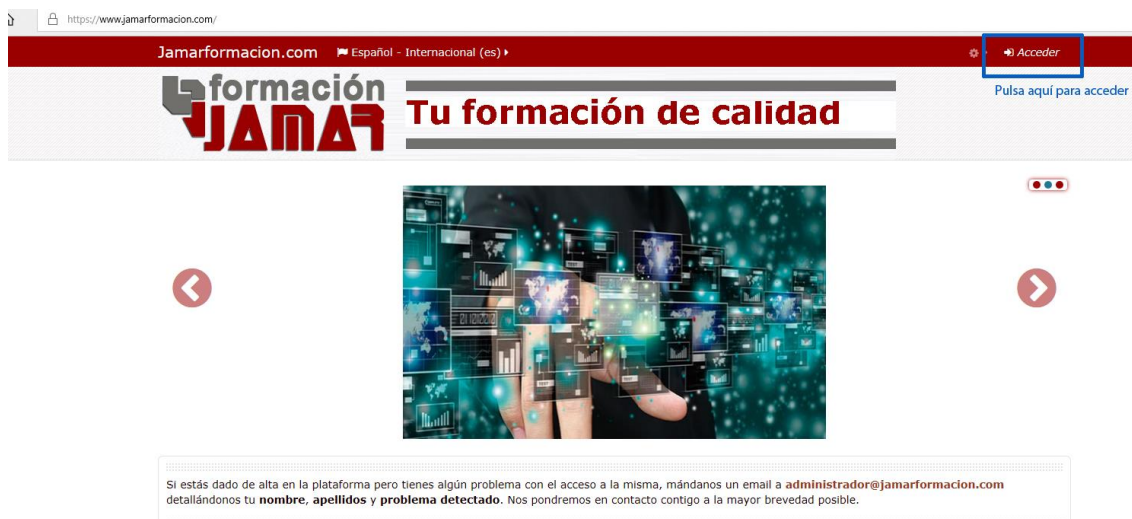 https://www.jamarformacion.com/
Jamarformacion.com Español - Internacional (es) Acceder
Pulsa aquí para acceder
formación
JAMAR
Tu formación de calidad
Si estás dado de alta en la plataforma pero tienes algún problema con el acceso a la misma, mándanos un email a administrador@jamarformacion.com
detallándonos tu nombre, apellidos y problema detectado. Nos pondremos en contacto contigo a la mayor brevedad posible.